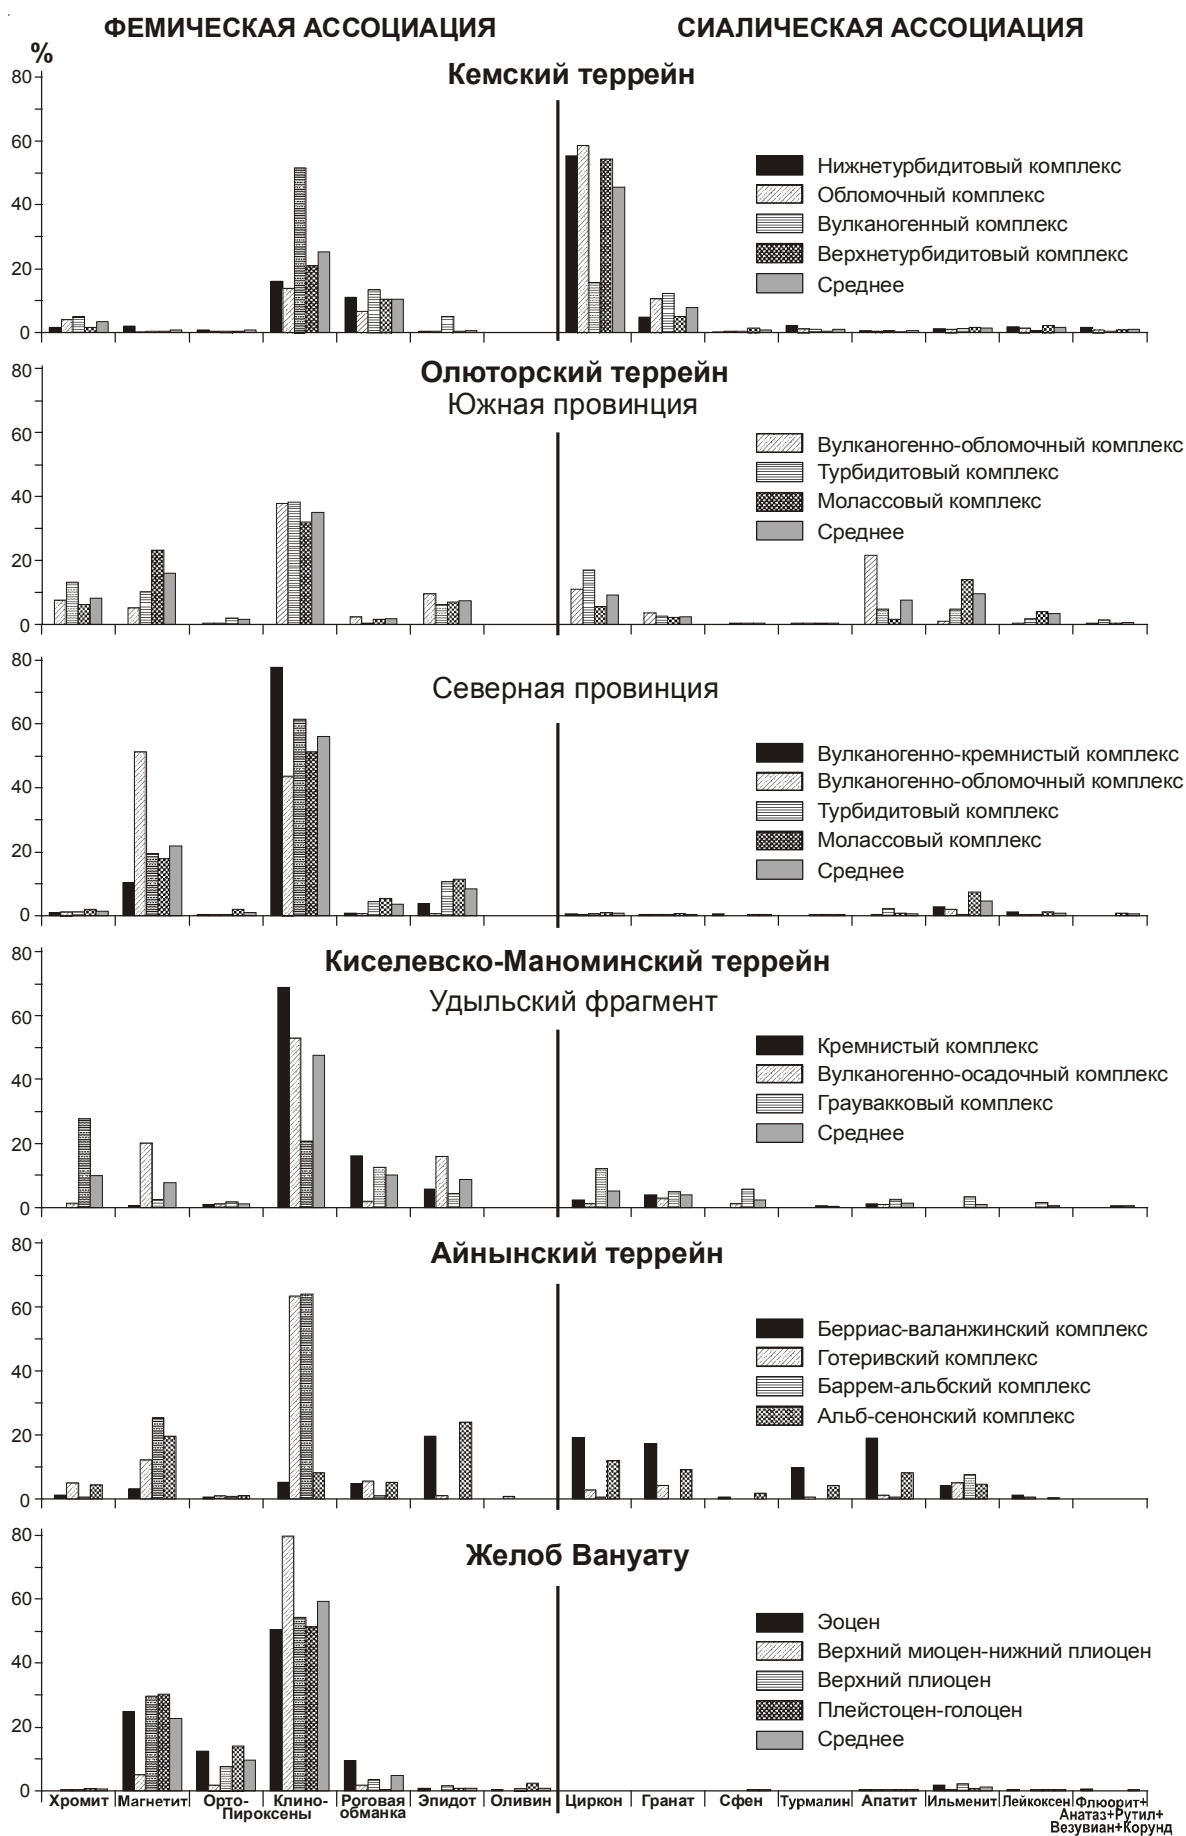 ФЕМИЧЕСКАЯ АССОЦИАЦИЯ СИАЛИЧЕСКАЯ АССОЦИАЦИЯ
%
Кемский террейн
80
60
40
20
0
Нижнетурбидитовый комплекс
Обломочный комплекс
Вулканогенный комплекс
Верхнетурбидитовый комплекс
Среднее
Олюторский террейн
Южная провинция
80
60
40
20
0
Вулканогенно-обломочный комплекс
Турбидитовый комплекс
Молассовый комплекс
Среднее
Северная провинция
80
60
40
20
0
Вулканогенно-кремнистый комплекс
Вулканогенно-обломочный комплекс
Турбидитовый комплекс
Молассовый комплекс
Среднее
Киселевско-Маноминский террейн
Удыльский фрагмент
80
60
40
20
0
Кремнистый комплекс
Вулканогенно-осадочный комплекс
Граувакковый комплекс
Среднее
Айнынский террейн
80
60
40
20
0
Берриас-валанжинский комплекс
Готеривский комплекс
Баррем-альбский комплекс
Альб-сенонский комплекс
Желоб Вануату
80
60
40
20
0
Эоцен
Верхний миоцен-нижний плиоцен
Верхний плиоцен
Плейстоцен-голоцен
Среднее
Хромит Магнетит Орто- Клино- Роговая Эпидот Оливин Циркон Гранат Сфен Турмалин Апатит Ильменит Лейкоксен Флюорит+
Пироксены обманка Анатаз+Рутил+
Везувиан+Корунд